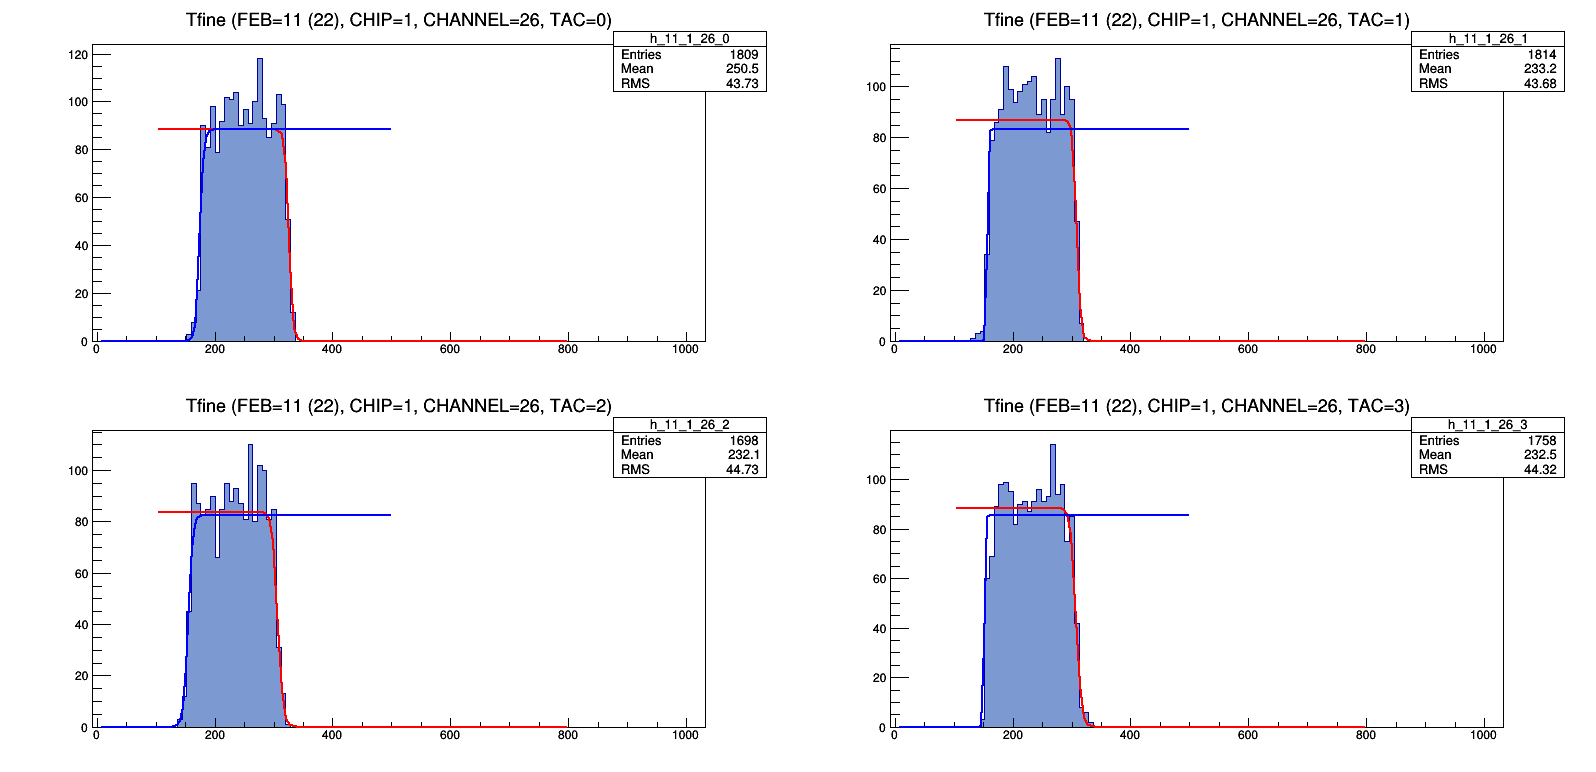 Tfine (FEB=11 (22), CHIP=1, CHANNEL=26, TAC=0)
h_11_1_26_0
Entries 1809
Mean 250.5
RMS 43.73
120
100
80
60
40
20
0
0 200 400 600 800 1000
Tfine (FEB=11 (22), CHIP=1, CHANNEL=26, TAC=1)
h_11_1_26_1
Entries 1814
Mean 233.2
RMS 43.68
100
80
60
40
20
0
0 200 400 600 800 1000
Tfine (FEB=11 (22), CHIP=1, CHANNEL=26, TAC=2)
h_11_1_26_2
Entries 1698
Mean 232.1
RMS 44.73
100
80
60
40
20
0
0 200 400 600 800 1000
Tfine (FEB=11 (22), CHIP=1, CHANNEL=26, TAC=3)
h_11_1_26_3
Entries 1758
Mean 232.5
RMS 44.32
100
80
60
40
20
0
0 200 400 600 800 1000